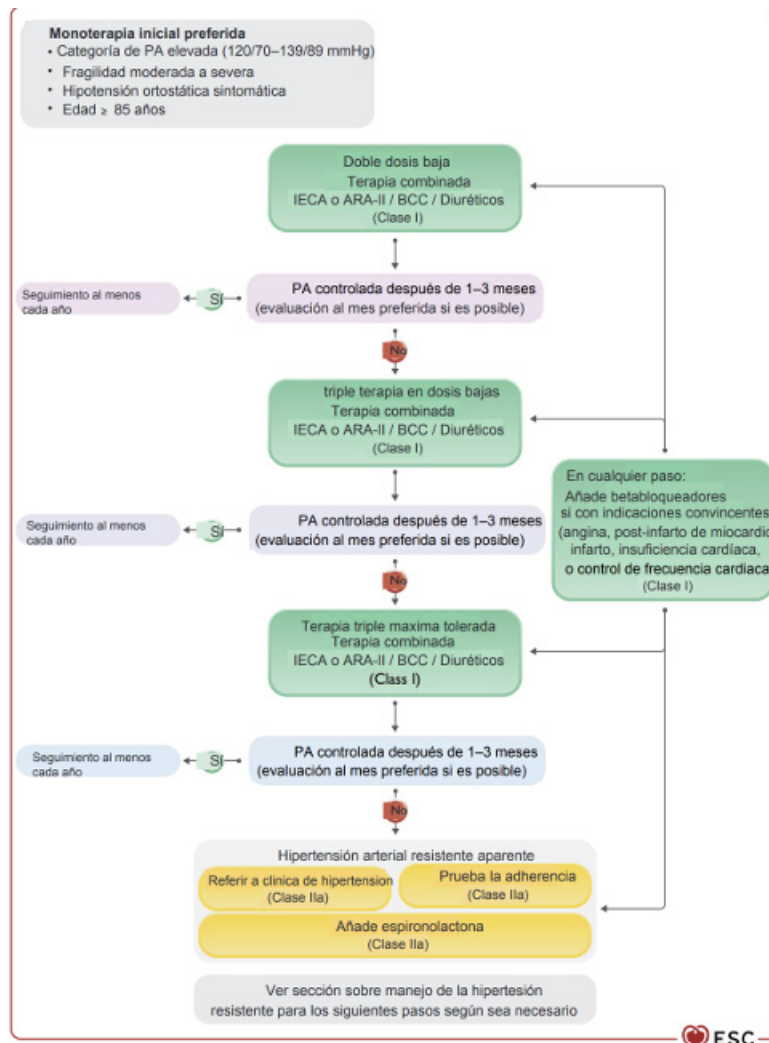 Monoterapia inicial preferida
• Categoría de PA elevada (120/70–139/89 mmHg)
• Fragilidad moderada a severa
• Hipotensión ortostática sintomática
• Edad ≥ 85 años
Doble dosis baja
Terapia combinada
IECA o ARA-II / BCC / Diuréticos
(Clase I)
PA controlada después de 1–3 meses
(evaluación al mes preferida si es posible)
Sí
Seguimiento al menos
cada año
No
triple terapia en dosis bajas
Terapia combinada
IECA o ARA-II / BCC / Diuréticos
(Clase I)
PA controlada después de 1–3 meses
(evaluación al mes preferida si es posible)
Sí
Seguimiento al menos
cada año
No
En cualquier paso:
Añade betabloqueadores
si con indicaciones convincentes
(angina, post-infarto de miocardio
infarto, insuficiencia cardíaca,
o control de frecuencia cardiaca
(Clase I)
Terapia triple maxima tolerada
Terapia combinada
IECA o ARA-II / BCC / Diuréticos
(Class I)
PA controlada después de 1–3 meses
(evaluación al mes preferida si es posible)
Sí
Seguimiento al menos
cada año
No
Hipertensión arterial resistente aparente
Referir a clinica de hipertension
(Clase IIa)
Prueba la adherencia
(Clase IIa)
Añade espironolactona
(Clase IIa)
Ver sección sobre manejo de la hipertesión
resistente para los siguientes pasos según sea necesario
ESC